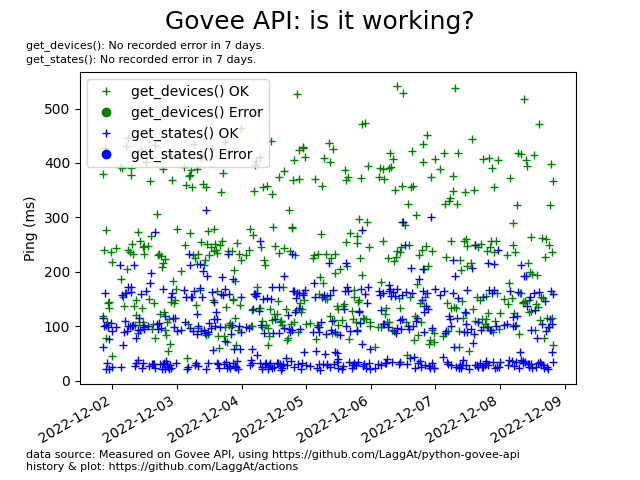 Govee API: is it working?
get_devices(): No recorded error in 7 days.
get_states(): No recorded error in 7 days.
get_devices() OK
get_devices() Error
get_states() OK
get_states() Error
Ping (ms)
500
400
300
200
100
0
2022-12-02
2022-12-03
2022-12-04
2022-12-05
2022-12-06
2022-12-07
2022-12-08
2022-12-09
data source: Measured on Govee API, using https://github.com/LaggAt/python-govee-api
history & plot: https://github.com/LaggAt/actions